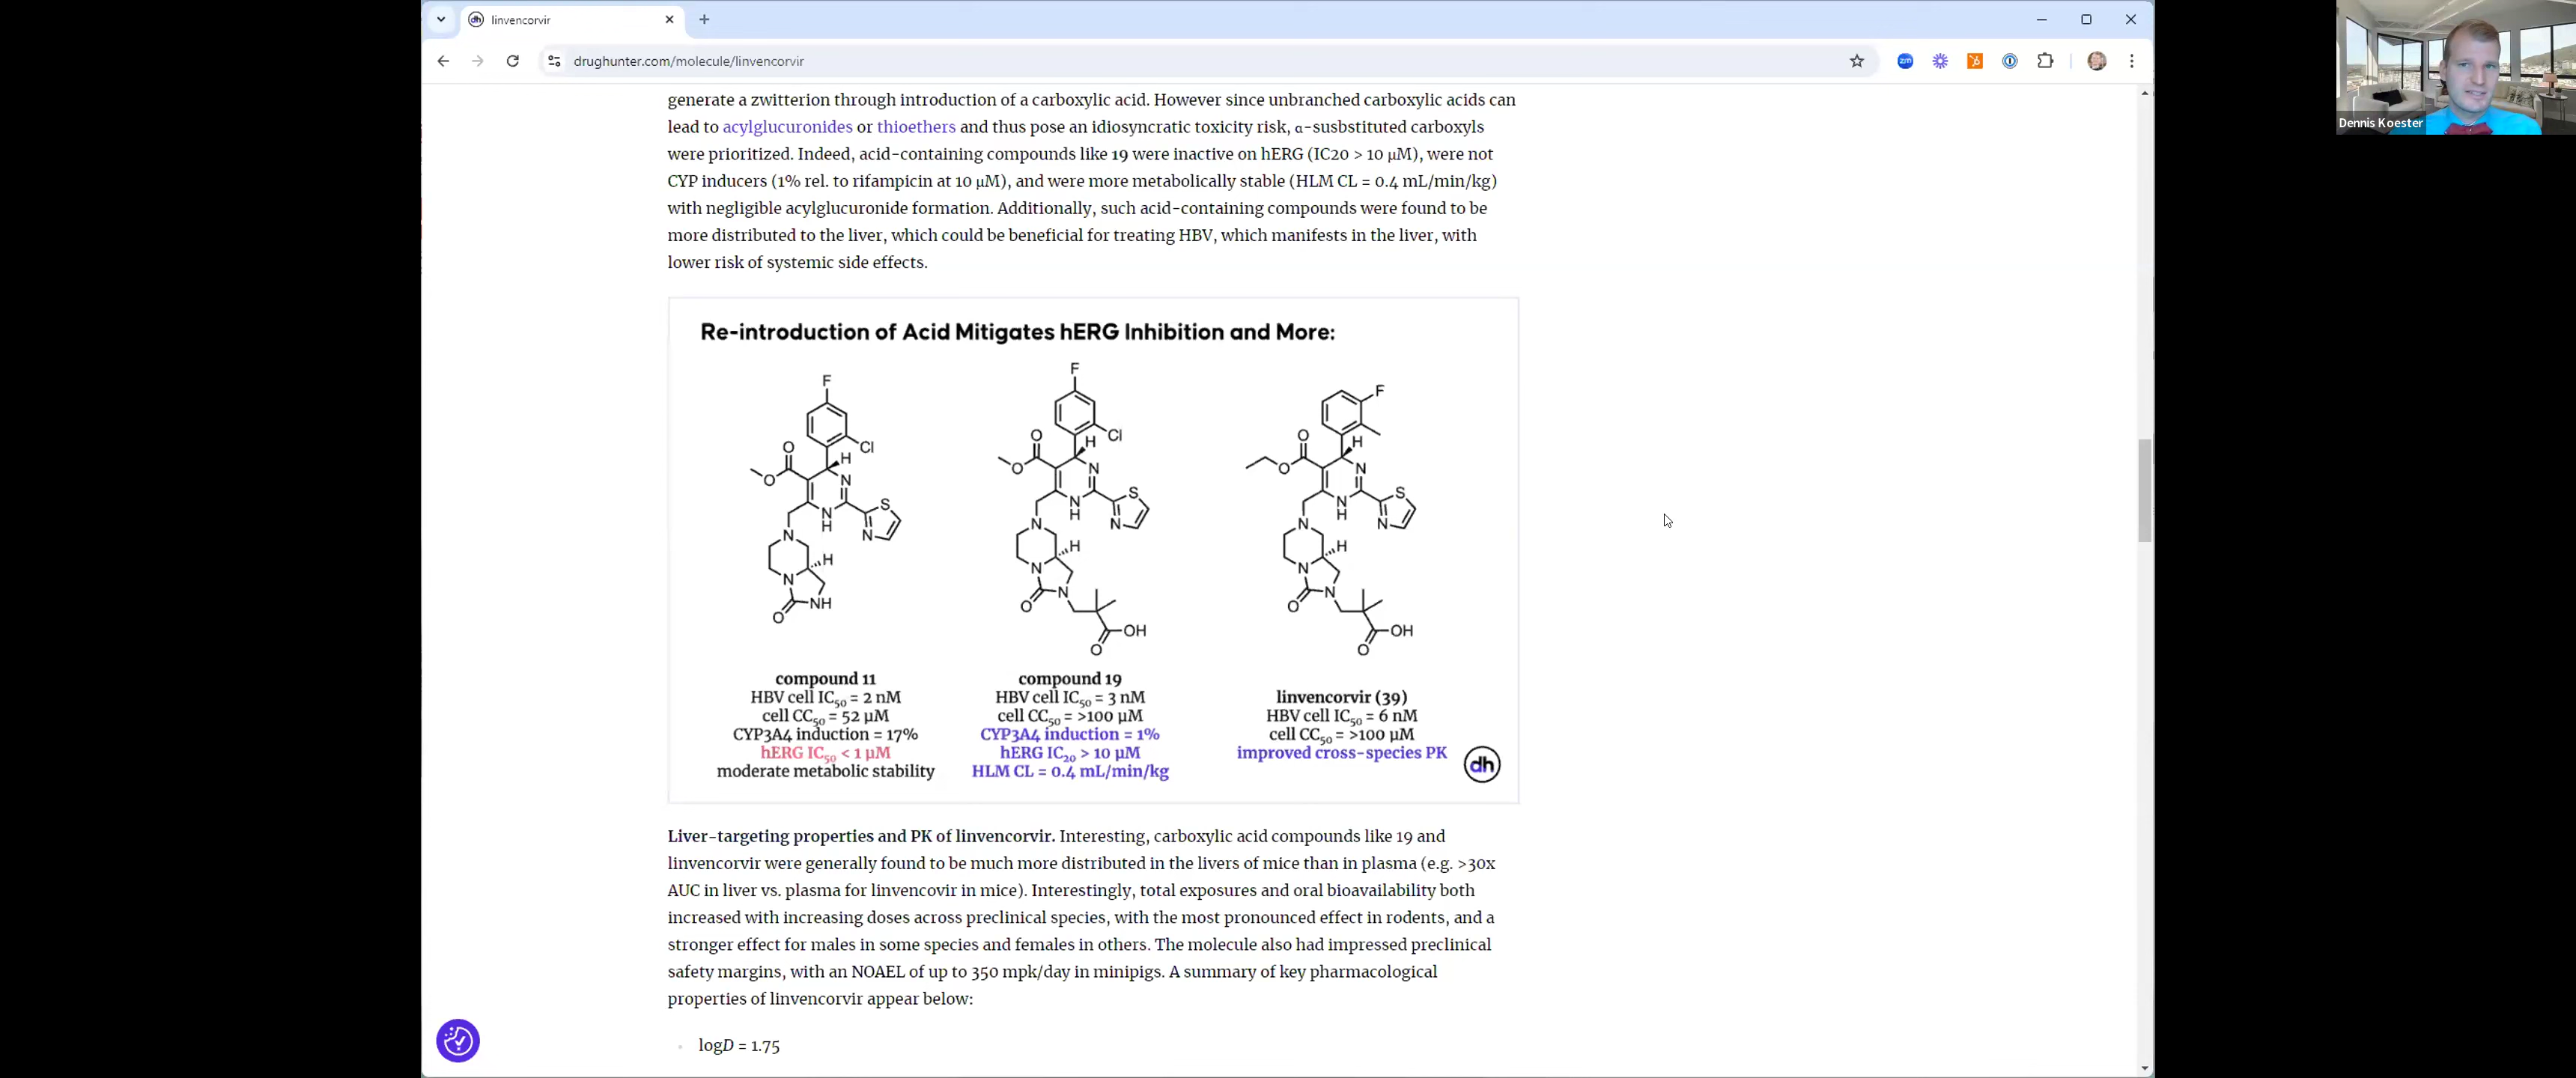 linvencorvir
drughunter.com/molecule/linvencorvir
Dennis Koester
generate a zwitterion through introduction of a carboxylic acid. However since unbranched carboxylic acids can
lead to acylglucuronides or thioethers and thus pose an idiosyncratic toxicity risk, α-susbstituted carboxyls
were prioritized. Indeed, acid-containing compounds like 19 were inactive on hERG (IC20 > 10 μM), were not
CYP inducers (1% rel. to rifampicin at 10 μM), and were more metabolically stable (HLM CL = 0.4 mL/min/kg)
with negligible acylglucuronide formation. Additionally, such acid-containing compounds were found to be
more distributed to the liver, which could be beneficial for treating HBV, which manifests in the liver, with
lower risk of systemic side effects.
Re-introduction of Acid Mitigates hERG Inhibition and More:
F
Cl
O
H
O
N
N
H
S
N
N
H
N
O
NH
F
Cl
O
H
O
N
N
H
S
N
N
H
N
N
O
OH
O
F
O
H
O
N
N
H
S
N
N
H
N
N
O
OH
O
compound 11
HBV cell IC50 = 2 nM
cell CC50 = 52 μM
CYP3A4 induction = 17%
hERG IC50 < 1 μM
moderate metabolic stability
compound 19
HBV cell IC50 = 3 nM
cell CC50 = >100 μM
CYP3A4 induction = 1%
hERG IC20 > 10 μM
HLM CL = 0.4 mL/min/kg
linvencorvir (39)
HBV cell IC50 = 6 nM
cell CC50 = >100 μM
improved cross-species PK
dh
Liver-targeting properties and PK of linvencorvir. Interesting, carboxylic acid compounds like 19 and
linvencorvir were generally found to be much more distributed in the livers of mice than in plasma (e.g. >30x
AUC in liver vs. plasma for linvencovir in mice). Interestingly, total exposures and oral bioavailability both
increased with increasing doses across preclinical species, with the most pronounced effect in rodents, and a
stronger effect for males in some species and females in others. The molecule also had impressed preclinical
safety margins, with an NOAEL of up to 350 mpk/day in minipigs. A summary of key pharmacological
properties of linvencorvir appear below:
logD = 1.75